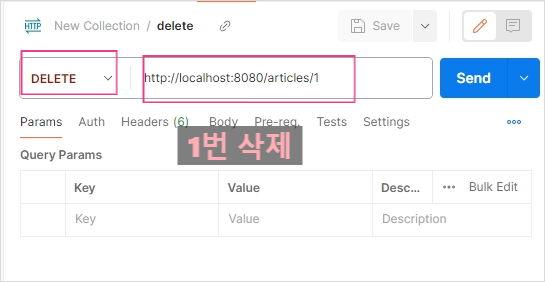 HTTP New Collection / delete Save
DELETE http://localhost:8080/articles/1 Send
Params Auth Headers (6) Body Pre-req. Tests Settings
1번 삭제
Query Params
Key Value Desc... Bulk Edit
Key Value Description